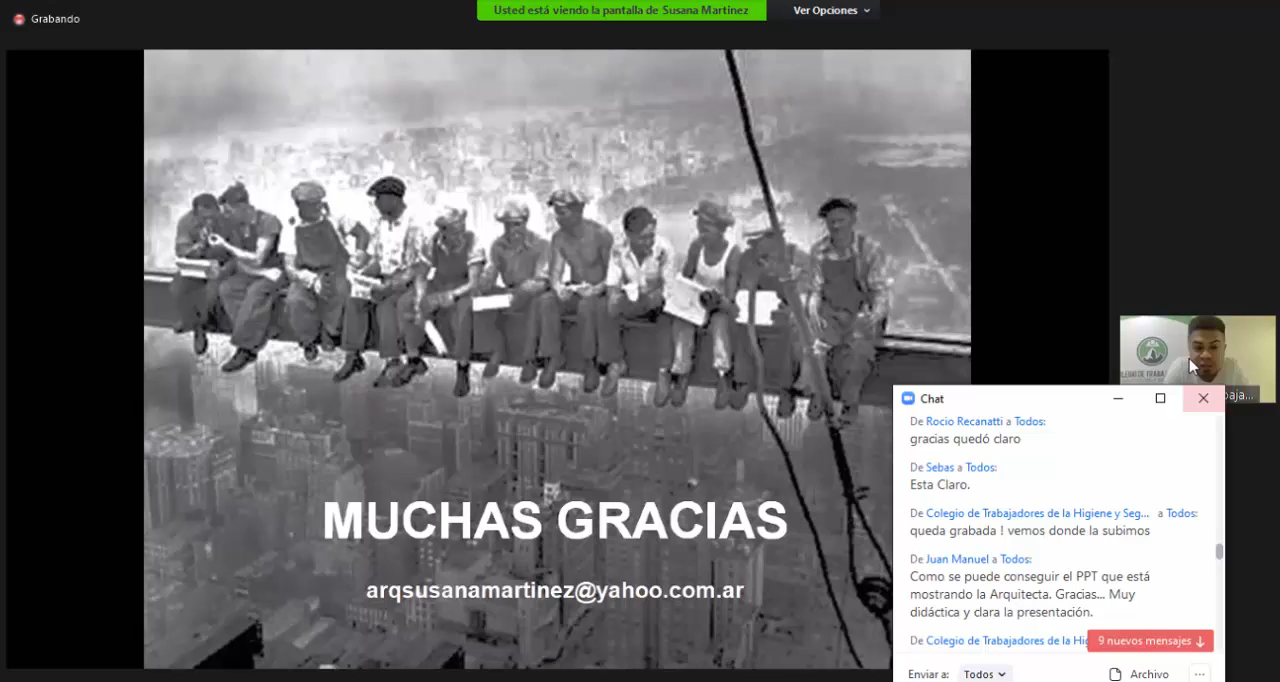 Grabando
Usted está viendo la pantalla de Susana Martinez
Ver Opciones
MUCHAS GRACIAS
arqsusanamartinez@yahoo.com.ar
baja...
Chat
De Rocio Recanatti a Todos:
gracias quedó claro
De Sebas a Todos:
Esta Claro.
De Colegio de Trabajadores de la Higiene y Seg... a Todos:
queda grabada ! vemos donde la subimos
De Juan Manuel a Todos:
Como se puede conseguir el PPT que está
mostrando la Arquitecta. Gracias... Muy
didáctica y clara la presentación.
De Colegio de Trabajadores de la Hig
9 nuevos mensajes
Enviar a: Todos
Archivo